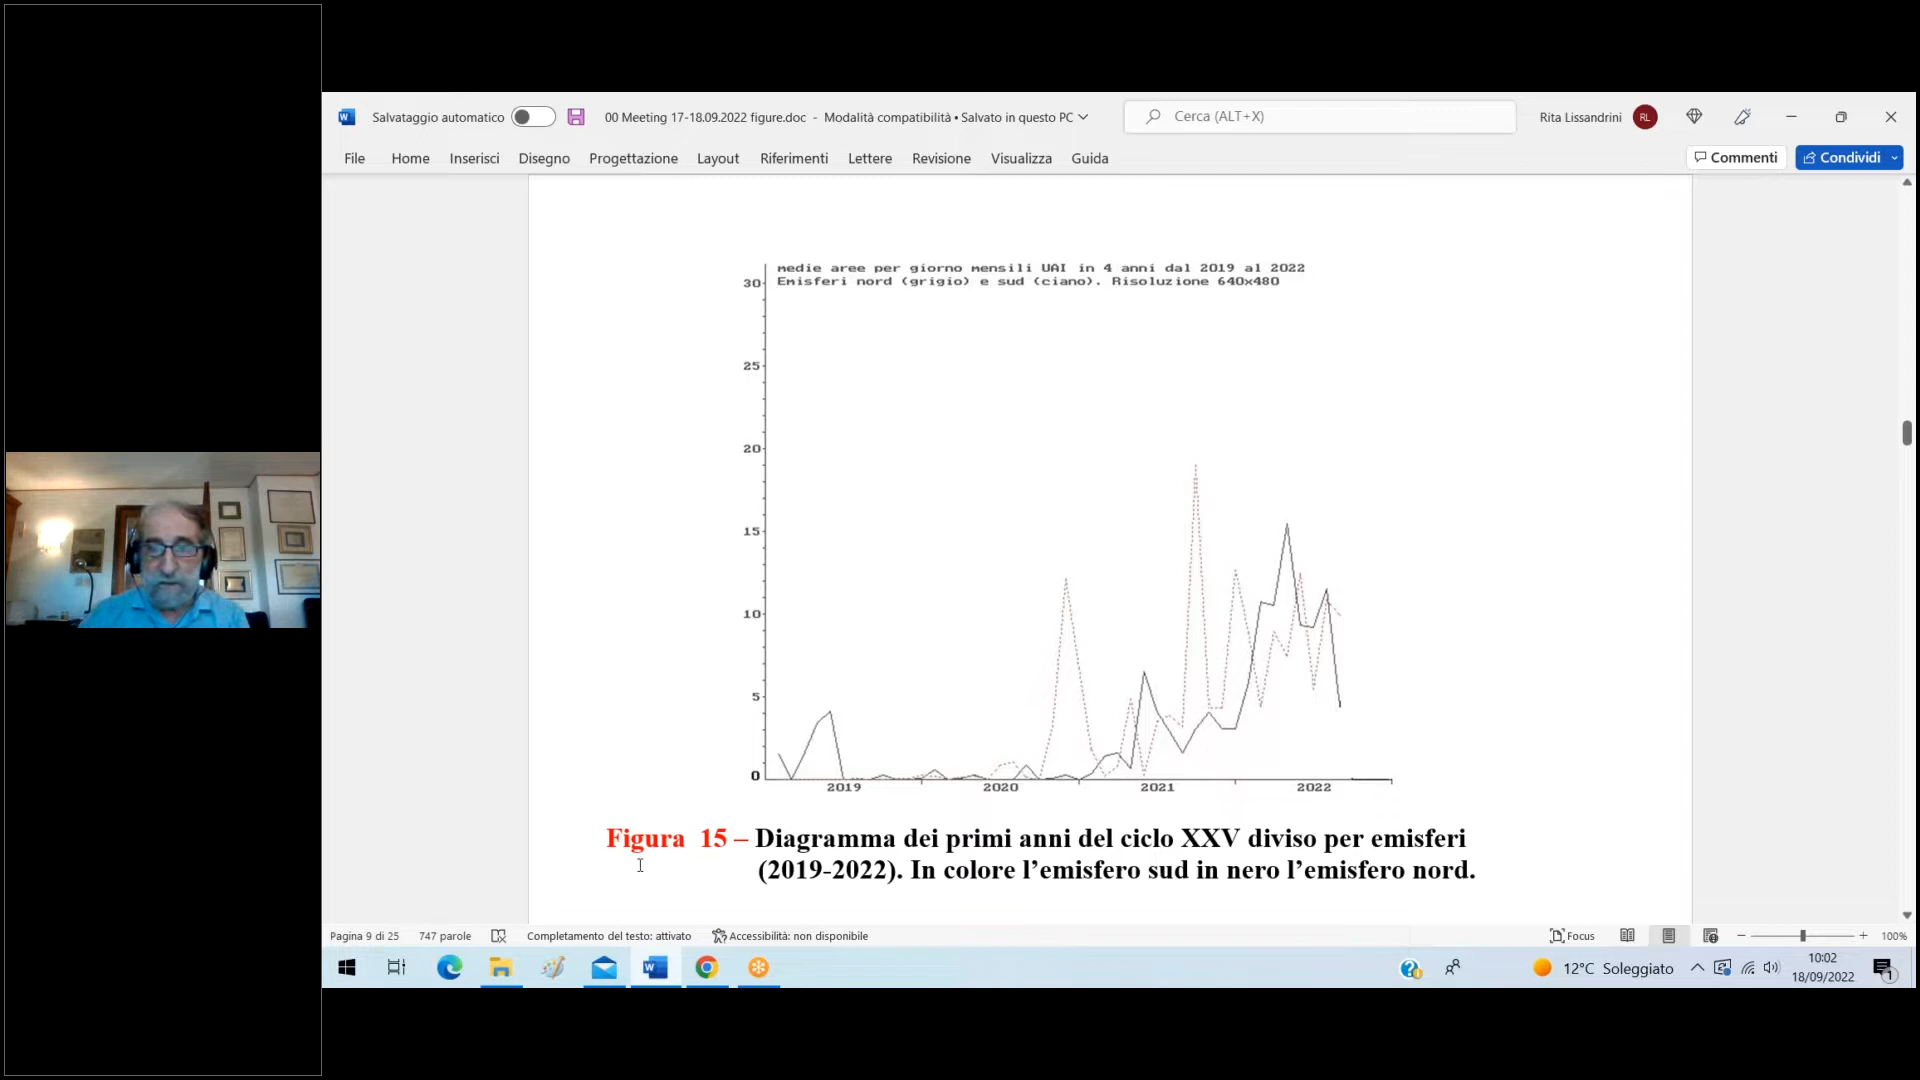 Salvataggio automatico
00 Meeting 17-18.09.2022 figure.doc - Modalità compatibilità • Salvato in questo PC
Cerca (ALT+X)
Rita Lissandrini
RL
File Home Inserisci Disegno Progettazione Layout Riferimenti Lettere Revisione Visualizza Guida
Commenti
Condividi
Medie aree per giorno mensili UAI in 4 anni dal 2019 al 2022
Emisferi nord (grigio) e sud (ciano). Risoluzione 640x480
30
25
20
15
10
5
0
2019 2020 2021 2022
Figura 15 – Diagramma dei primi anni del ciclo XXV diviso per emisferi
(2019-2022). In colore l’emisfero sud in nero l’emisfero nord.
Pagina 9 di 25 747 parole Completamento del testo: attivato Accessibilità: non disponibile
Focus
100%
12°C Soleggiato
10:02
18/09/2022
1